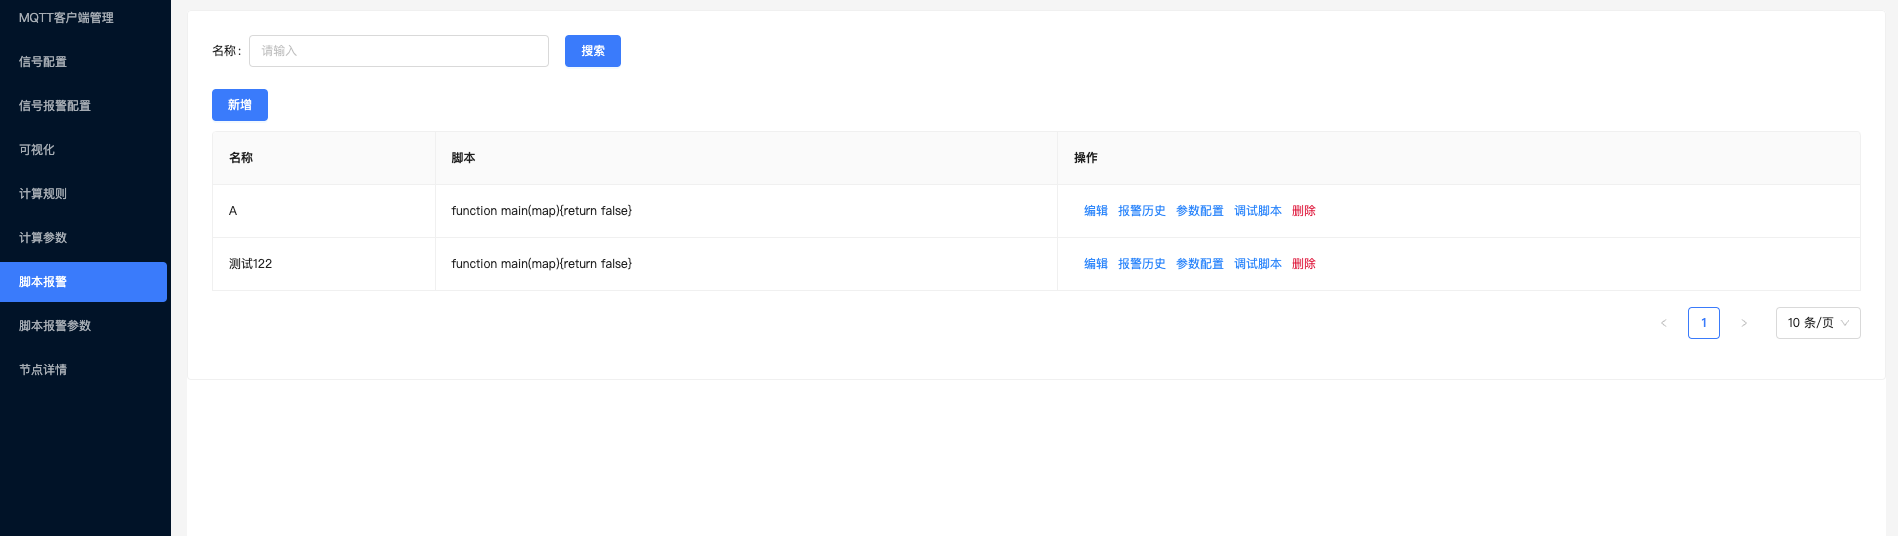 MQTT客户端管理
信号配置
信号报警配置
可视化
计算规则
计算参数
脚本报警
脚本报警参数
节点详情
名称: 请输入 搜索
新增
名称 脚本 操作
A function main(map){return false} 编辑 报警历史 参数配置 调试脚本 删除
测试122 function main(map){return false} 编辑 报警历史 参数配置 调试脚本 删除
< 1 > 10 条/页